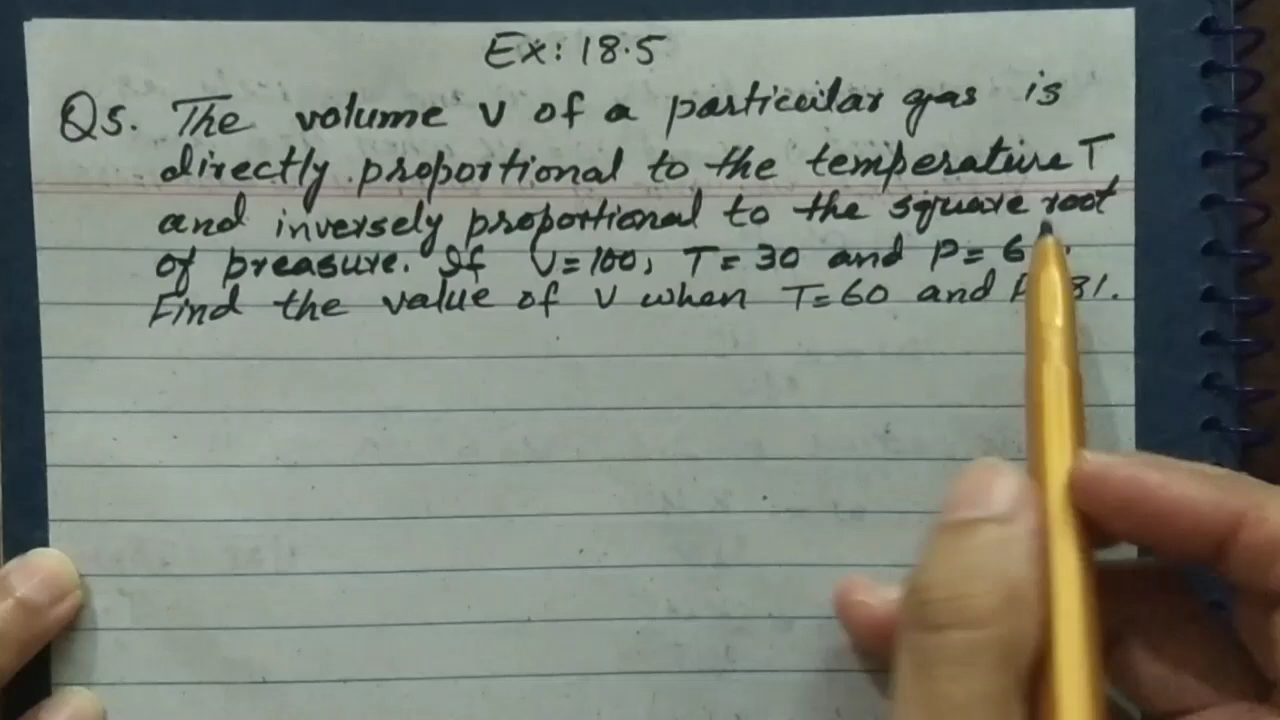 Ex: 18.5
Q5. The volume V of a particular gas is
directly proportional to the temperature T
and inversely proportional to the square root
of preasure. If V=100, T=30 and P=6
Find the value of V when T=60 and 81.